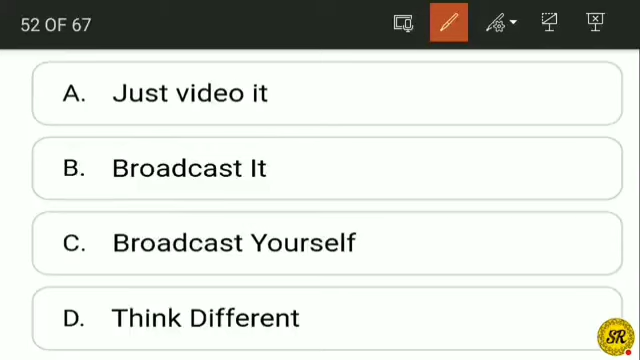 52 OF 67
A. Just video it
B. Broadcast It
C. Broadcast Yourself
D. Think Different
SR